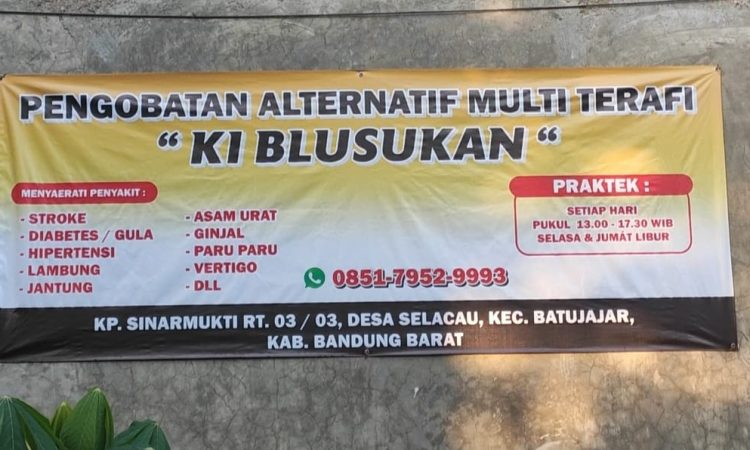 PENGOBATAN ALTERNATIF MULTI TERAFI
“ KI BLUSUKAN “
MENYAERATI PENYAKIT :
- STROKE
- DIABETES / GULA
- HIPERTENSI
- LAMBUNG
- JANTUNG
- ASAM URAT
- GINJAL
- PARU PARU
- VERTIGO
- DLL
0851-7952-9993
PRAKTEK :
SETIAP HARI
PUKUL 13.00 - 17.30 WIB
SELASA & JUMAT LIBUR
KP. SINARMUKTI RT. 03 / 03, DESA SELACAU, KEC. BATUJAJAR,
KAB. BANDUNG BARAT